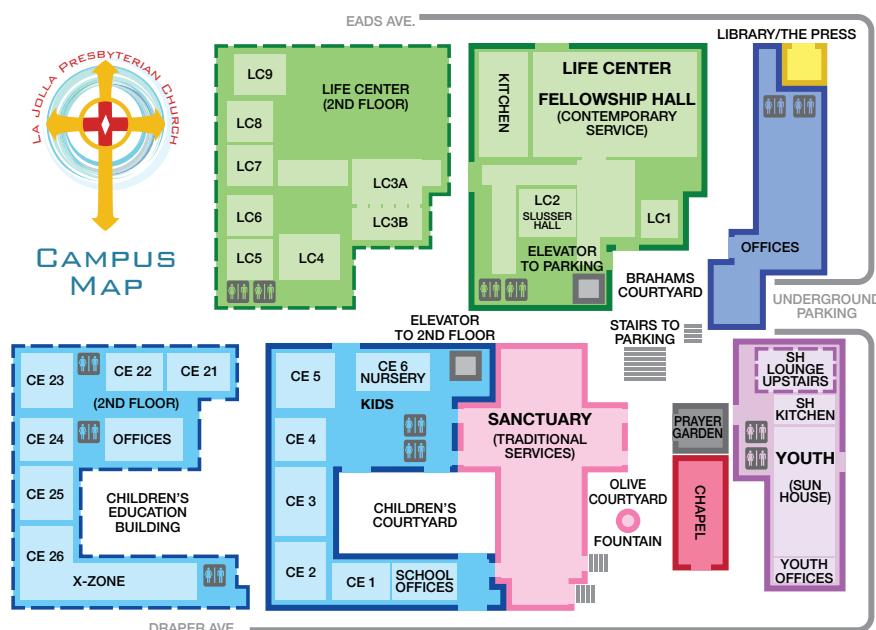 EADS AVE.
LA JOLLA PRESBYTERIAN CHURCH
CAMPUS
MAP
LC9
LIFE CENTER
(2ND FLOOR)
LC8
LC7
LC3A
LC6
LC3B
LC5
LC4
KITCHEN
LIFE CENTER
FELLOWSHIP HALL
(CONTEMPORARY
SERVICE)
LC2
SLUSSER
HALL
LC1
ELEVATOR
TO PARKING
LIBRARY/THE PRESS
OFFICES
BRAHAMS
COURTYARD
UNDERGROUND
PARKING
STAIRS TO
PARKING
ELEVATOR
TO 2ND FLOOR
CE 23
CE 22
CE 21
(2ND FLOOR)
CE 24
OFFICES
CE 25
CHILDREN'S
EDUCATION
BUILDING
CE 26
X-ZONE
CE 5
CE 6
NURSERY
KIDS
CE 4
CE 3
CHILDREN'S
COURTYARD
CE 2
CE 1
SCHOOL
OFFICES
SANCTUARY
(TRADITIONAL
SERVICES)
OLIVE
COURTYARD
FOUNTAIN
PRAYER
GARDEN
CHAPEL
SH
LOUNGE
UPSTAIRS
SH
KITCHEN
YOUTH
(SUN
HOUSE)
YOUTH
OFFICES
DRAPER AVE.